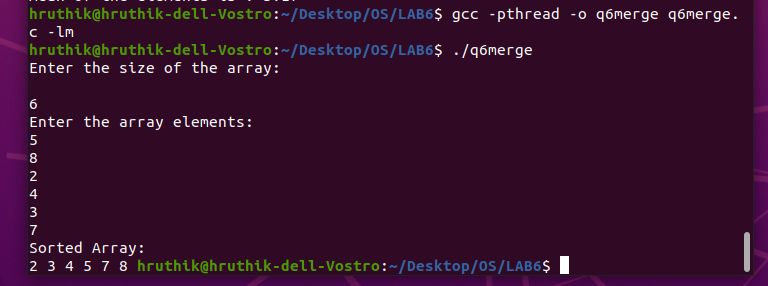 hruthik@hruthik-dell-Vostro:~/Desktop/OS/LAB6$ gcc -pthread -o q6merge q6merge.
c -lm
hruthik@hruthik-dell-Vostro:~/Desktop/OS/LAB6$ ./q6merge
Enter the size of the array:
6
Enter the array elements:
5
8
2
4
3
7
Sorted Array:
2 3 4 5 7 8 hruthik@hruthik-dell-Vostro:~/Desktop/OS/LAB6$